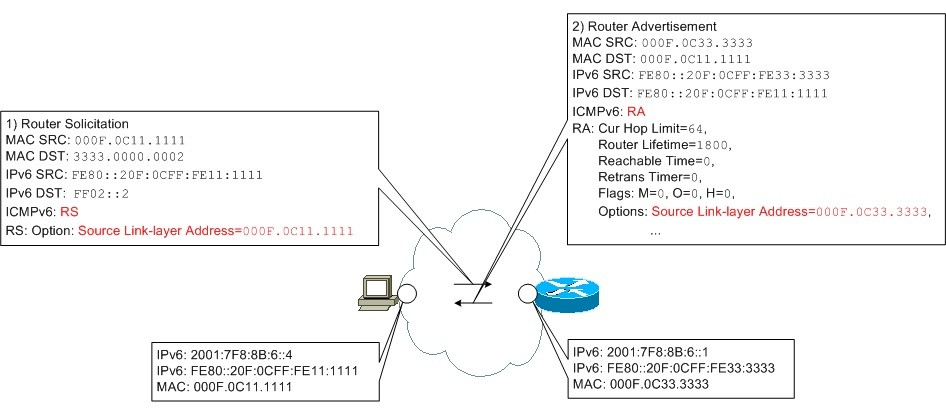 1) Router Solicitation
MAC SRC: 000F.0C11.1111
MAC DST: 3333.0000.0002
IPv6 SRC: FE80::20F:0CFF:FE11:1111
IPv6 DST: FF02::2
ICMPv6: RS
RS: Option: Source Link-layer Address=000F.0C11.1111
2) Router Advertisement
MAC SRC: 000F.0C33.3333
MAC DST: 000F.0C11.1111
IPv6 SRC: FE80::20F:0CFF:FE33:3333
IPv6 DST: FE80::20F:0CFF:FE11:1111
ICMPv6: RA
RA: Cur Hop Limit=64,
Router Lifetime=1800,
Reachable Time=0,
Retrans Timer=0,
Flags: M=0, O=0, H=0,
Options: Source Link-layer Address=000F.0C33.3333,
...
IPv6: 2001:7F8:8B:6::4
IPv6: FE80::20F:0CFF:FE11:1111
MAC: 000F.0C11.1111
IPv6: 2001:7F8:8B:6::1
IPv6: FE80::20F:0CFF:FE33:3333
MAC: 000F.0C33.3333